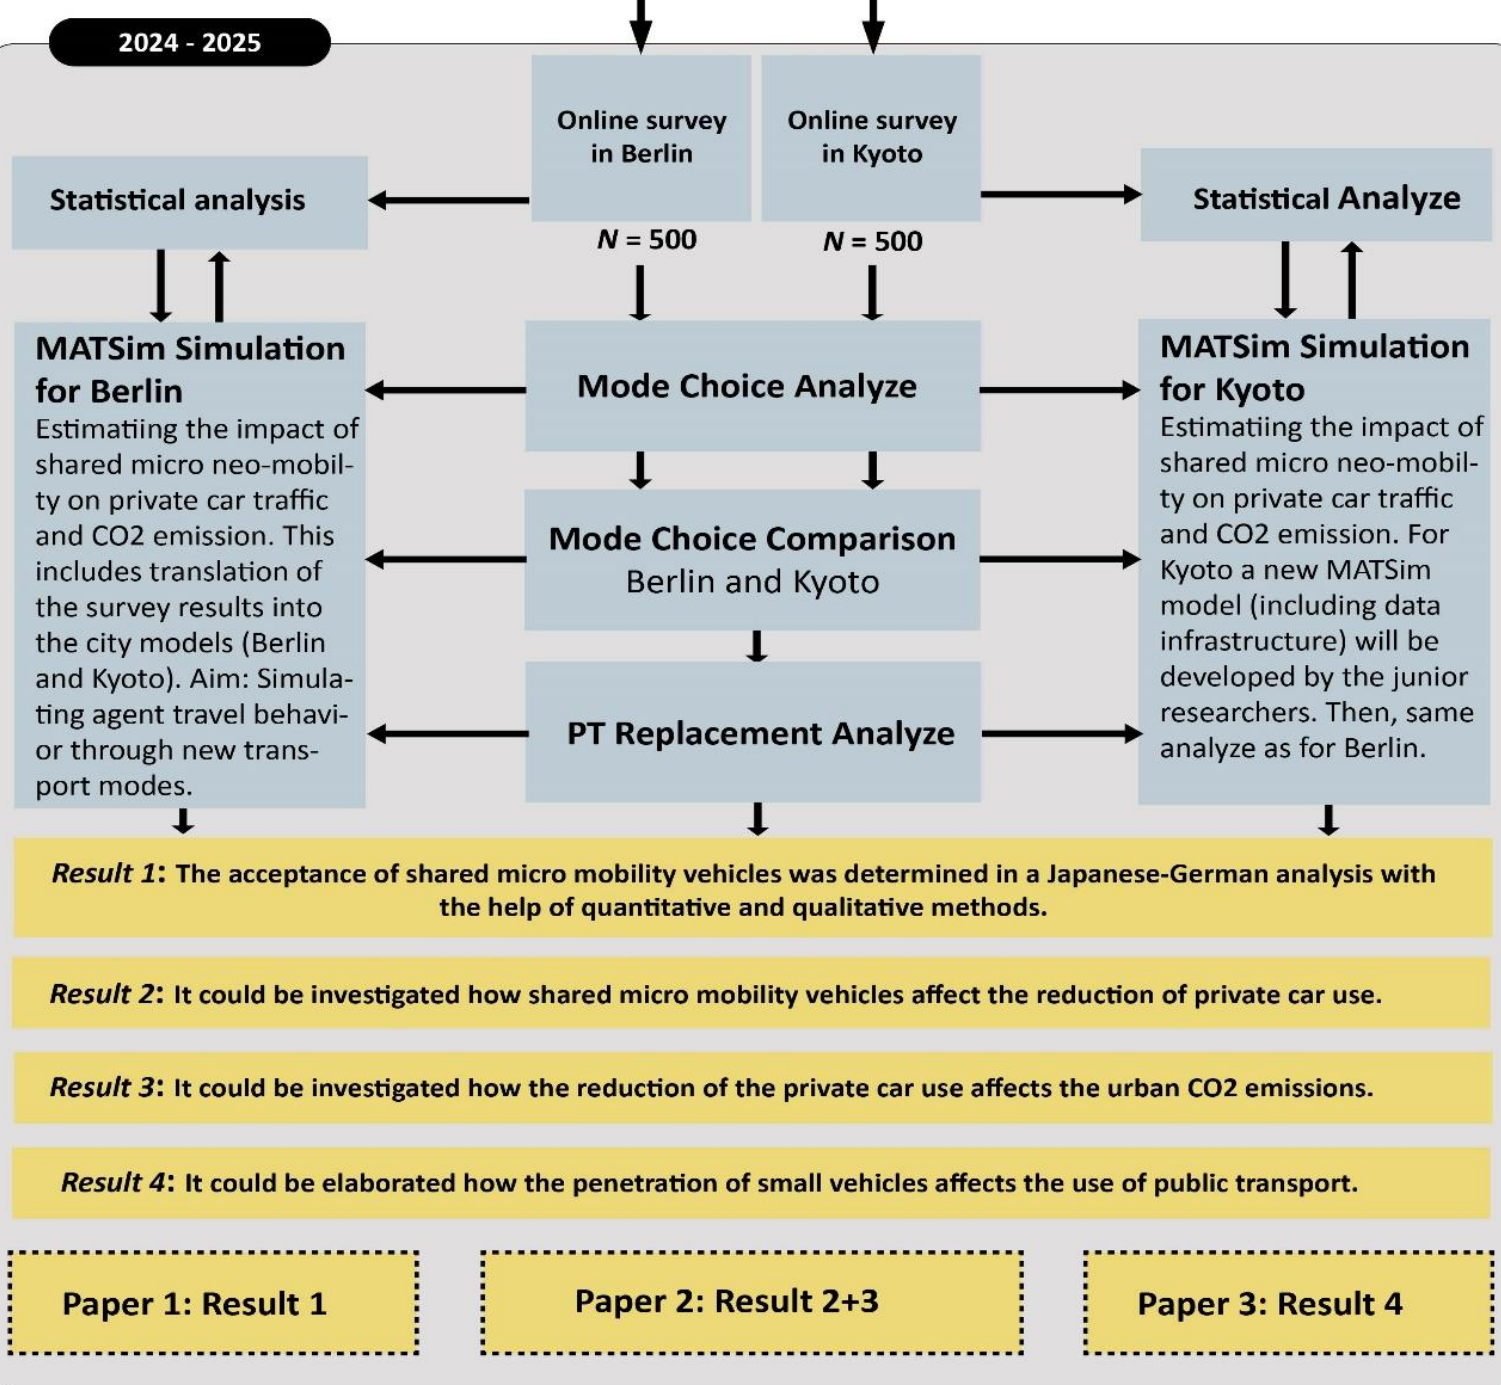 2024 - 2025
Online survey
in Berlin
Online survey
in Kyoto
Statistical analysis
Statistical Analyze
N = 500
N = 500
MATSim Simulation
for Berlin
Estimatiing the impact of
shared micro neo-mobil-
ty on private car traffic
and CO2 emission. This
includes translation of
the survey results into
the city models (Berlin
and Kyoto). Aim: Simula-
ting agent travel behavi-
or through new trans-
port modes.
Mode Choice Analyze
Mode Choice Comparison
Berlin and Kyoto
PT Replacement Analyze
MATSim Simulation
for Kyoto
Estimatiing the impact of
shared micro neo-mobil-
ty on private car traffic
and CO2 emission. For
Kyoto a new MATSim
model (including data
infrastructure) will be
developed by the junior
researchers. Then, same
analyze as for Berlin.
Result 1: The acceptance of shared micro mobility vehicles was determined in a Japanese-German analysis with
the help of quantitative and qualitative methods.
Result 2: It could be investigated how shared micro mobility vehicles affect the reduction of private car use.
Result 3: It could be investigated how the reduction of the private car use affects the urban CO2 emissions.
Result 4: It could be elaborated how the penetration of small vehicles affects the use of public transport.
Paper 1: Result 1
Paper 2: Result 2+3
Paper 3: Result 4